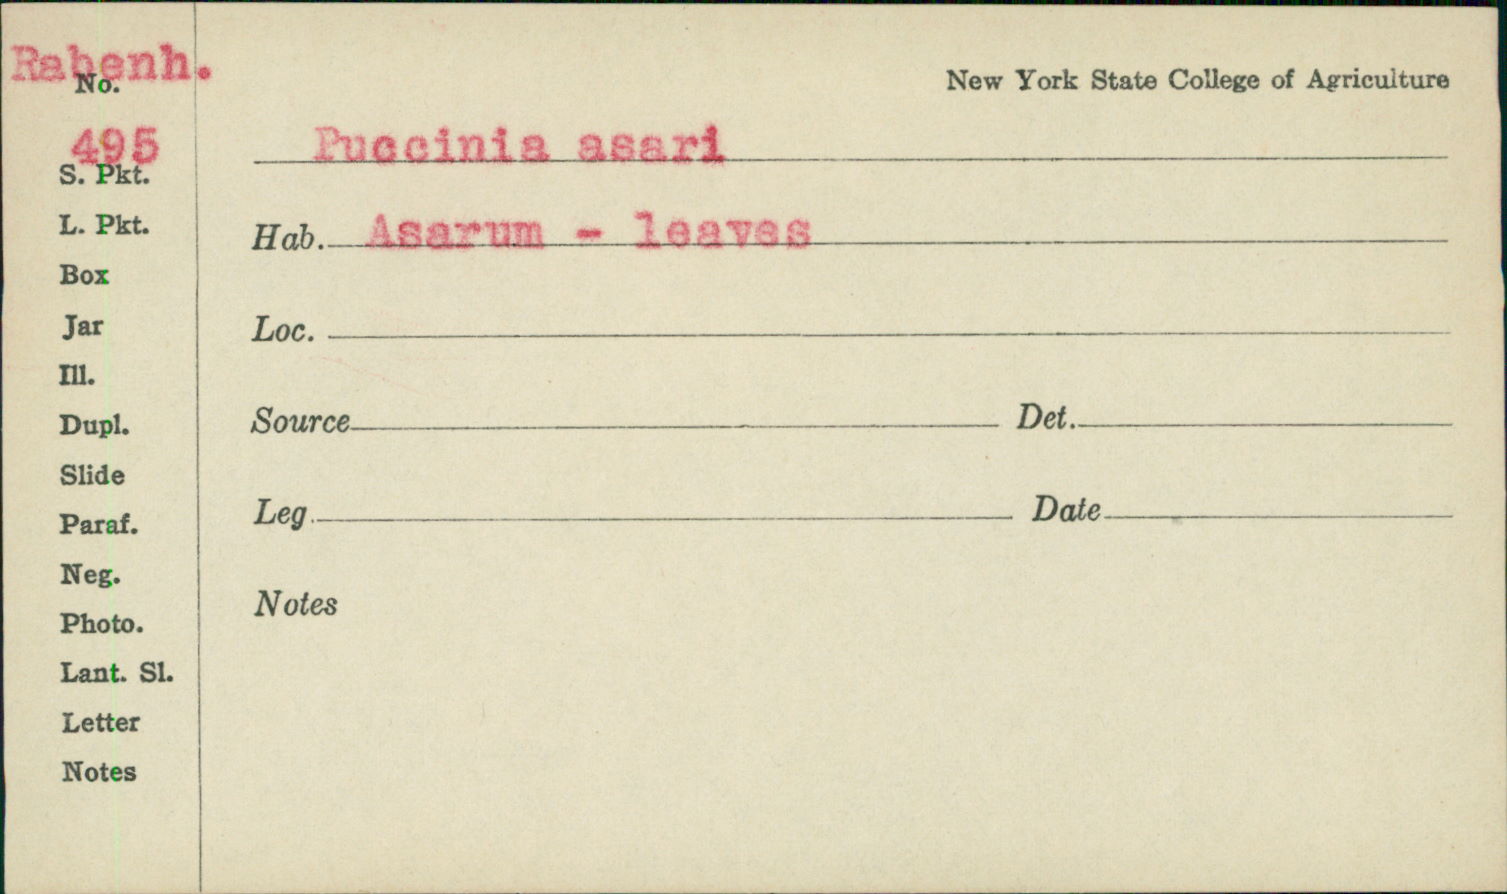 Rabenh.
No.
New York State College of Agriculture
495
Puccinia asari
S. Pkt.
L. Pkt.
Hab. Asarum - leaves
Box
Jar
Loc.
Ill.
Dupl.
Source Det.
Slide
Paraf.
Leg. Date
Neg.
Notes
Photo.
Lant. Sl.
Letter
Notes